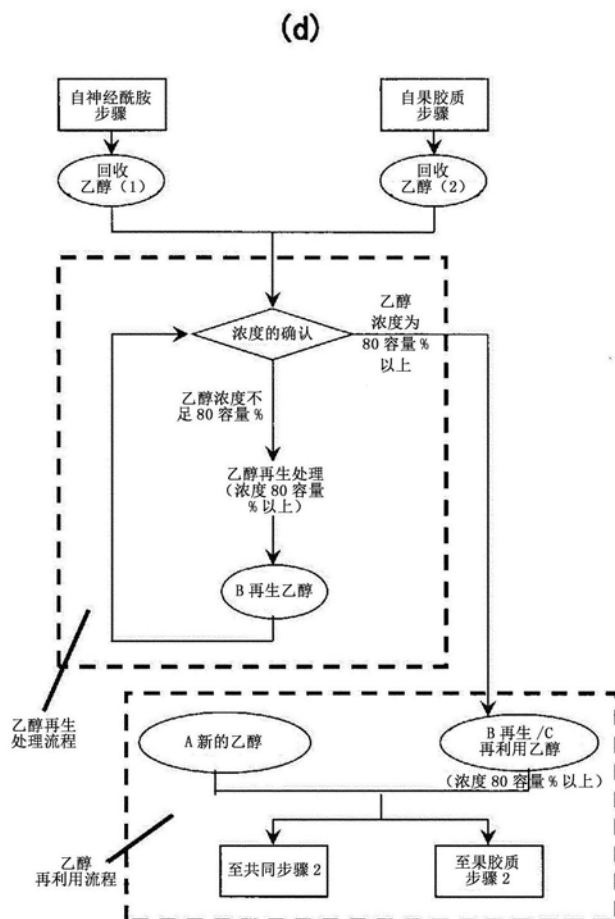 (d)
自神经酰胺
步骤
自果胶质
步骤
回收
乙醇（1）
回收
乙醇（2）
浓度的确认
乙醇
浓度为
80 容量％
以上
乙醇浓度不
足 80 容量％
乙醇再生处理
（浓度 80 容量
％以上）
B 再生乙醇
乙醇再生
处理流程
A 新的乙醇
B 再生 /C
再利用乙醇
（浓度 80 容量％以上）
至共同步骤 2
至果胶质
步骤 2
乙醇
再利用流程